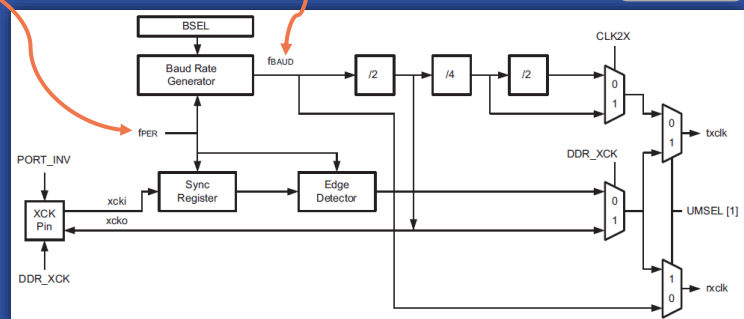 BSEL
CLK2X
fBAUD
Baud Rate
Generator
/2
/4
/2
0
1
fPER
0
1
txclk
PORT_INV
DDR_XCK
Sync
Register
Edge
Detector
xcki
XCK
Pin
xcko
0
1
UMSEL [1]
DDR_XCK
1
0
rxclk